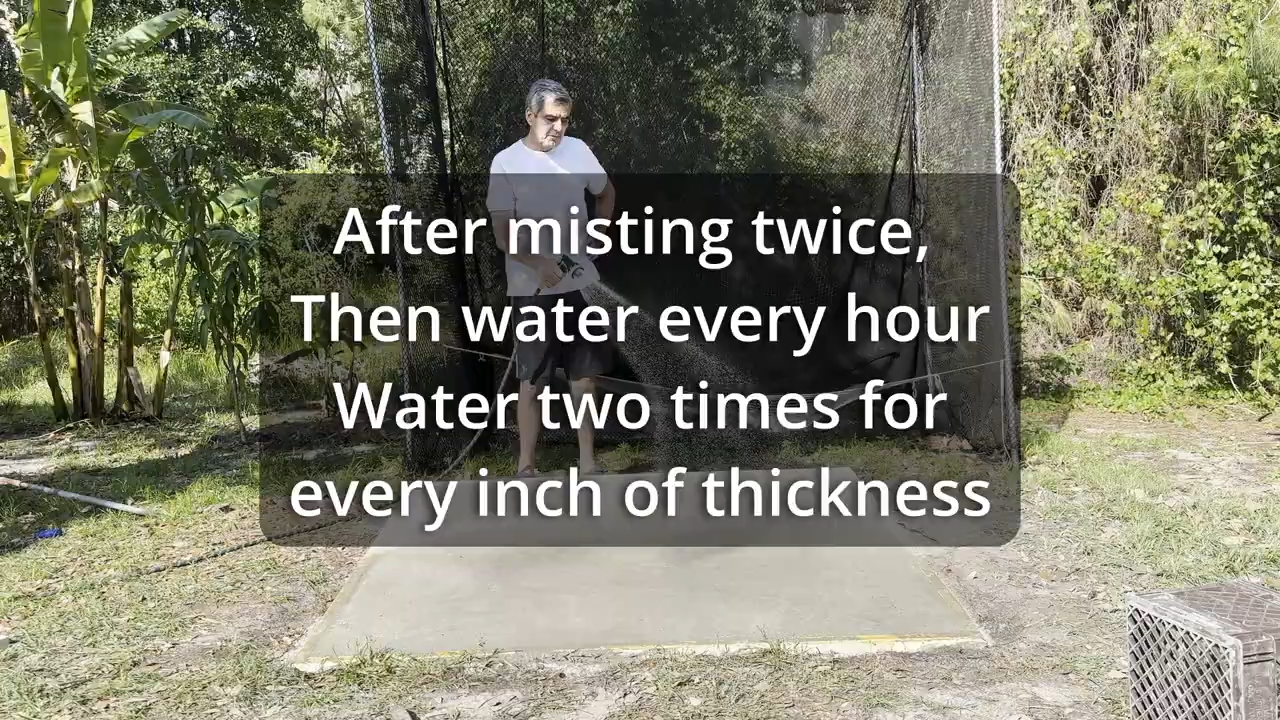 After misting twice,
Then water every hour
Water two times for
every inch of thickness